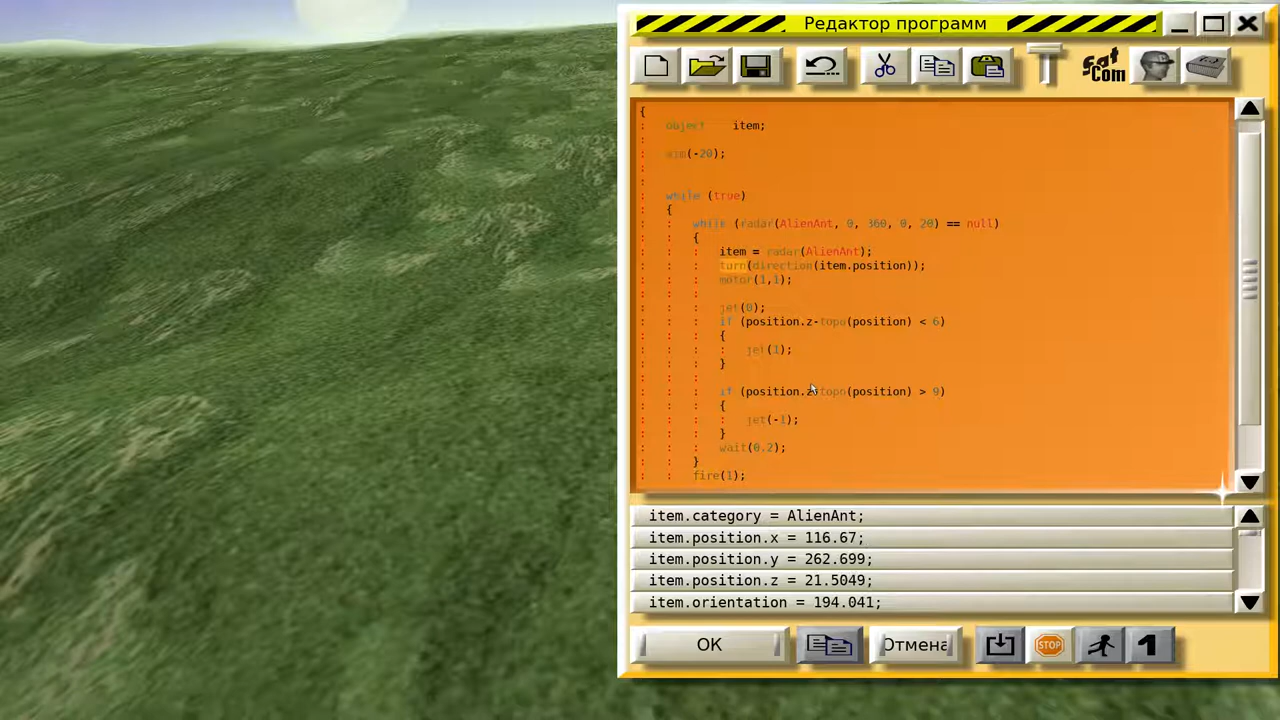 Редактор программ
Sat
Com
{
object item;
aim(-20);
while (true)
{
while (radar(AlienAnt, 0, 360, 0, 20) == null)
{
item = radar(AlienAnt);
turn(direction(item.position));
motor(1,1);
jet(0);
if (position.z-topo(position) < 6)
{
jet(1);
}
if (position.z-topo(position) > 9)
{
jet(-1);
}
wait(0.2);
}
fire(1);
item.category = AlienAnt;
item.position.x = 116.67;
item.position.y = 262.699;
item.position.z = 21.5049;
item.orientation = 194.041;
OK Отмена STOP 1